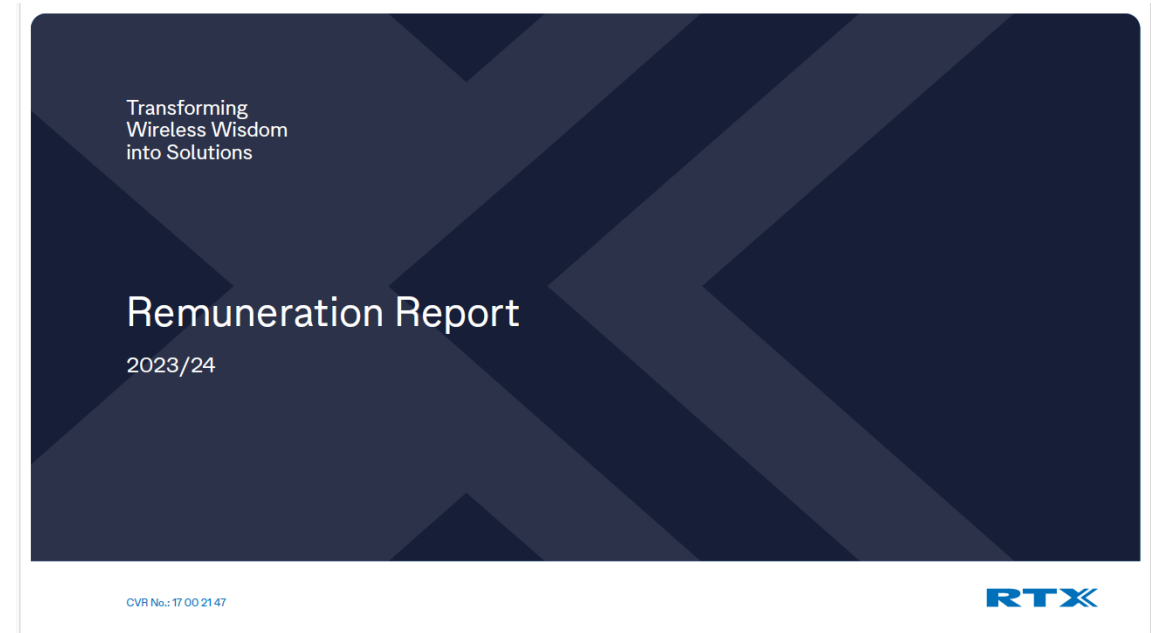 Transforming
Wireless Wisdom
into Solutions
Remuneration Report
2023/24
CVR No.: 17 00 21 47
RTX